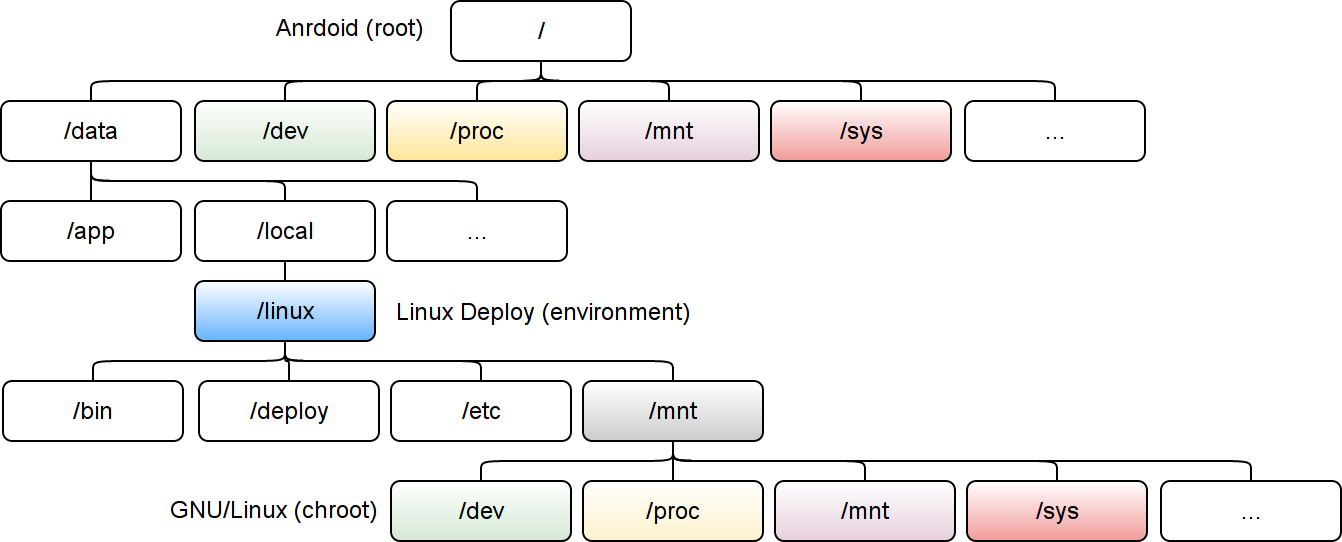 Anrdoid (root)
/
/data
/dev
/proc
/mnt
/sys
...
/app
/local
...
/linux
Linux Deploy (environment)
/bin
/deploy
/etc
/mnt
GNU/Linux (chroot)
/dev
/proc
/mnt
/sys
...